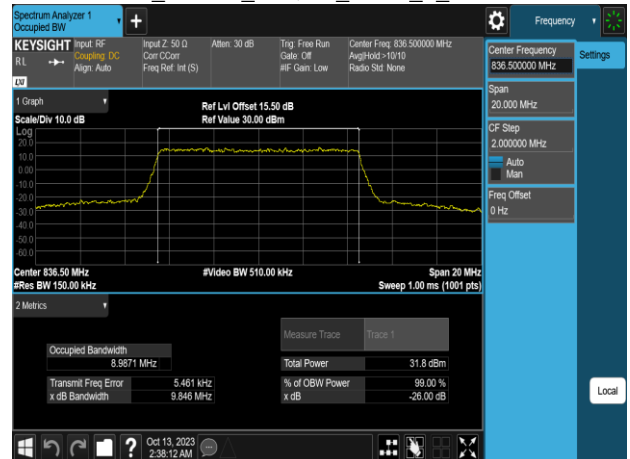 Spectrum Analyzer 1
Occupied BW
Frequency
KEYSIGHT
Input: RF
Input Z: 50 Ω
Atten: 30 dB
Trig: Free Run
Center Freq: 836.500000 MHz
RL
Coupling: DC
Corr CCorr
Gate: Off
Avg|Hold:>10/10
Align: Auto
Freq Ref: Int (S)
#IF Gain: Low
Radio Std: None
LXI
Center Frequency
836.500000 MHz
Settings
Span
20.000 MHz
CF Step
2.000000 MHz
Auto
Man
Freq Offset
0 Hz
Local
1 Graph
Ref Lvl Offset 15.50 dB
Scale/Div 10.0 dB
Ref Value 30.00 dBm
Log
20.0
10.0
0.00
-10.0
-20.0
-30.0
-40.0
-50.0
-60.0
Center 836.50 MHz
#Video BW 510.00 kHz
Span 20 MHz
#Res BW 150.00 kHz
Sweep 1.00 ms (1001 pts)
2 Metrics
Measure Trace
Trace 1
Occupied Bandwidth
8.9871 MHz
Total Power
31.8 dBm
Transmit Freq Error
5.461 kHz
% of OBW Power
99.00 %
x dB Bandwidth
9.846 MHz
x dB
-26.00 dB
?
Oct 13, 2023
2:38:12 AM